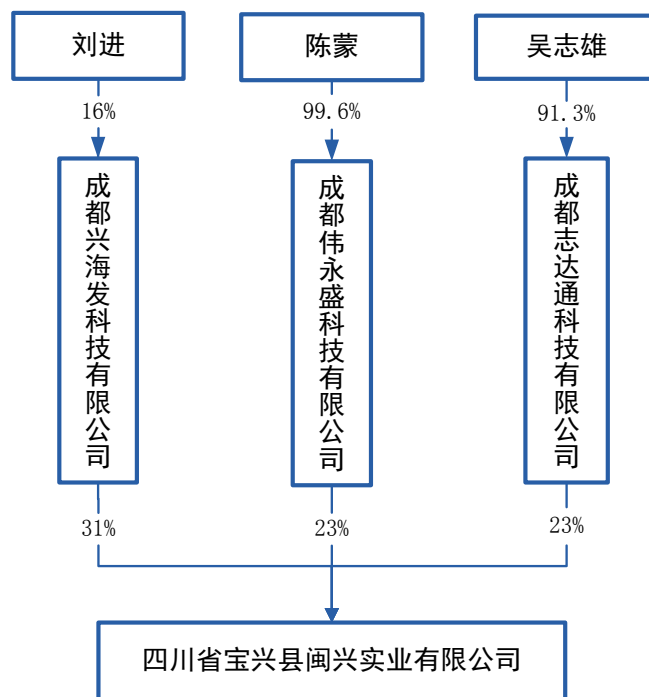 刘进
陈蒙
吴志雄
16%
99.6%
91.3%
成都兴海发科技有限公司
成都伟永盛科技有限公司
成都志达通科技有限公司
31%
23%
23%
四川省宝兴县闽兴实业有限公司